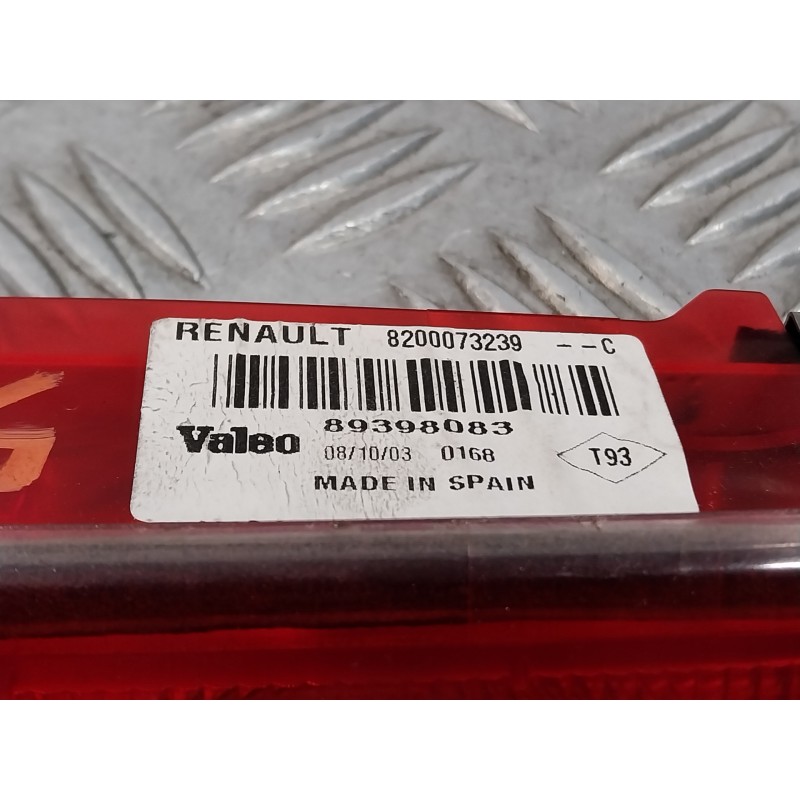 RENAULT 8200073239 --C
89398083
Valeo 08/10/03 0168 T93
MADE IN SPAIN